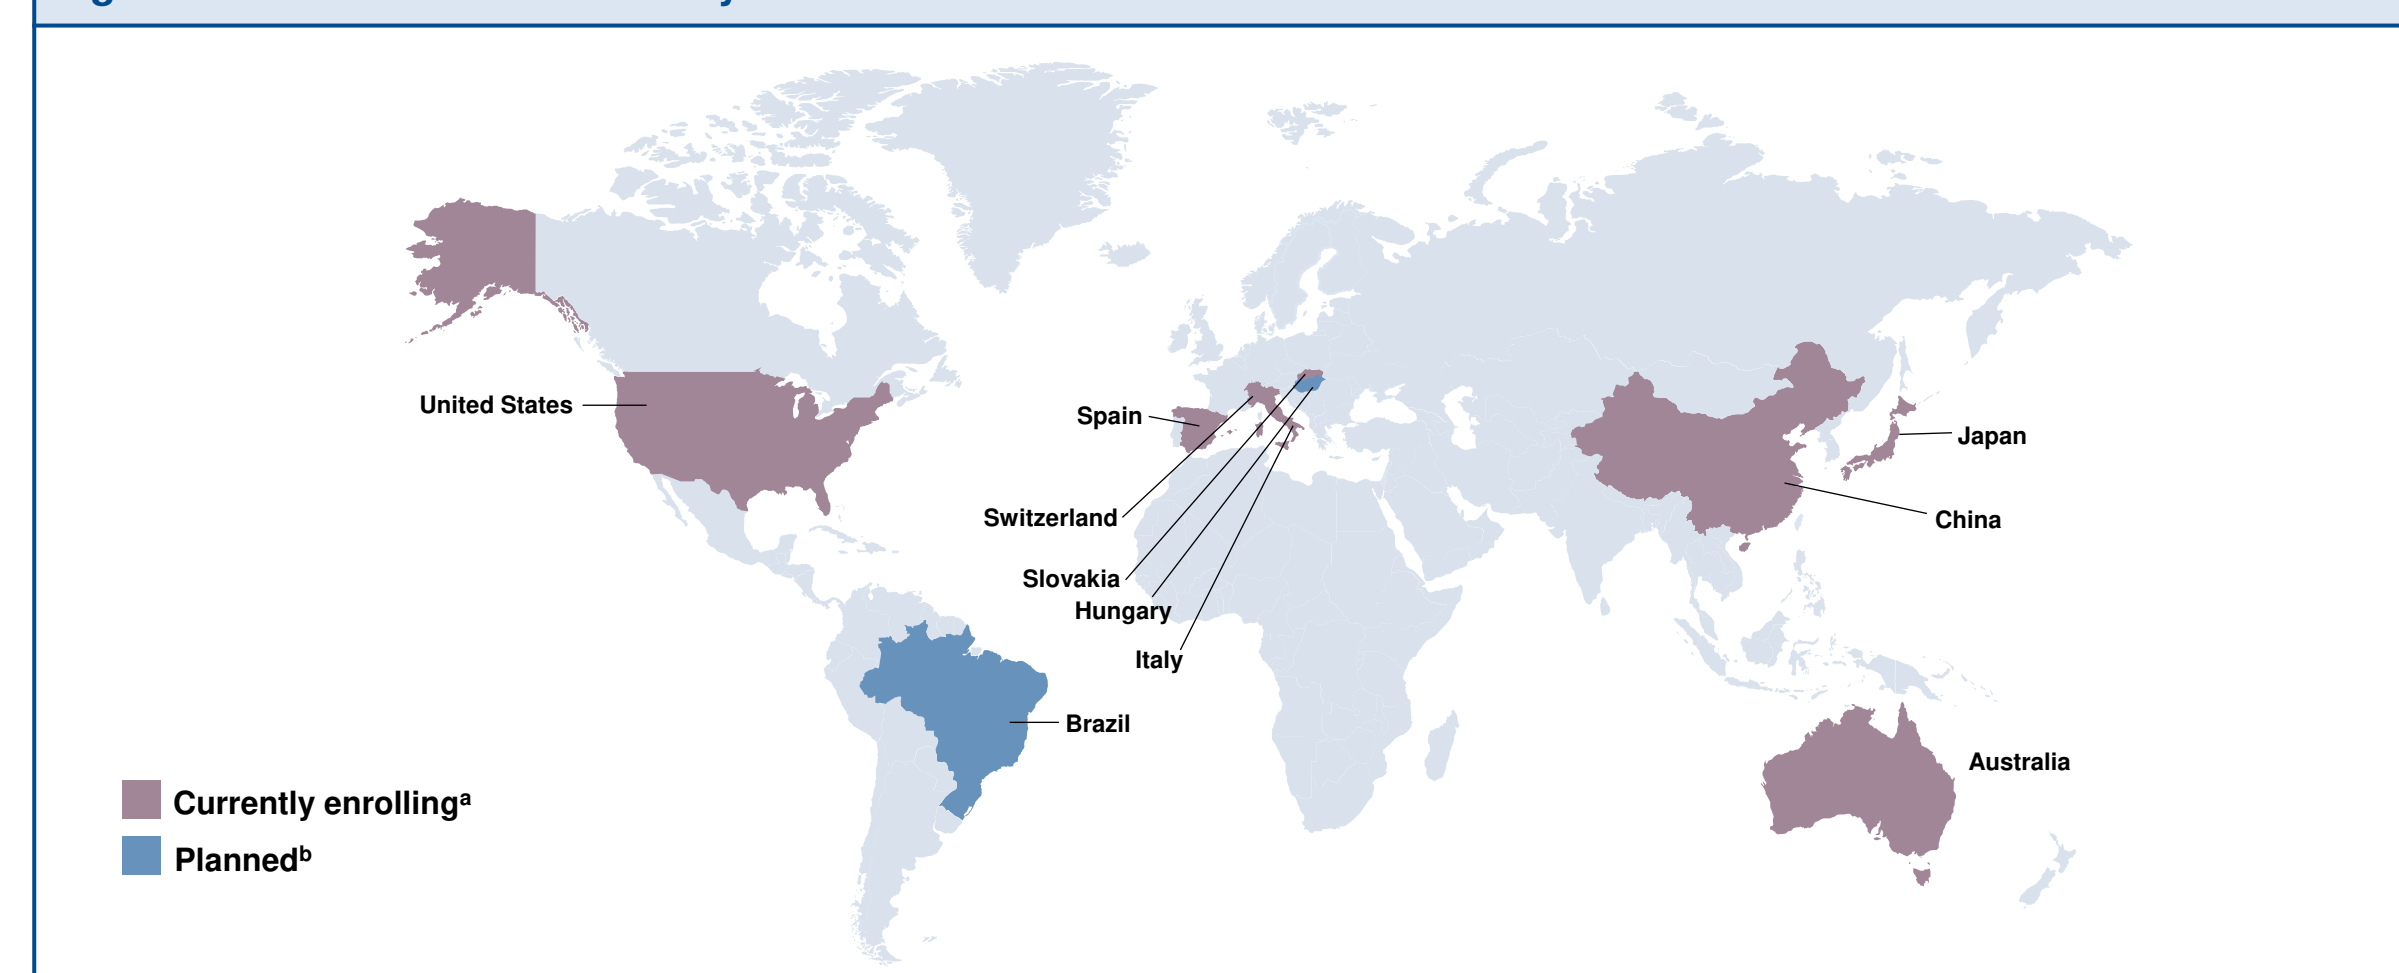 United States
Spain
Japan
Switzerland
China
Slovakia
Hungary
Italy
Brazil
Australia
Currently enrollingᵃ
Plannedᵇ